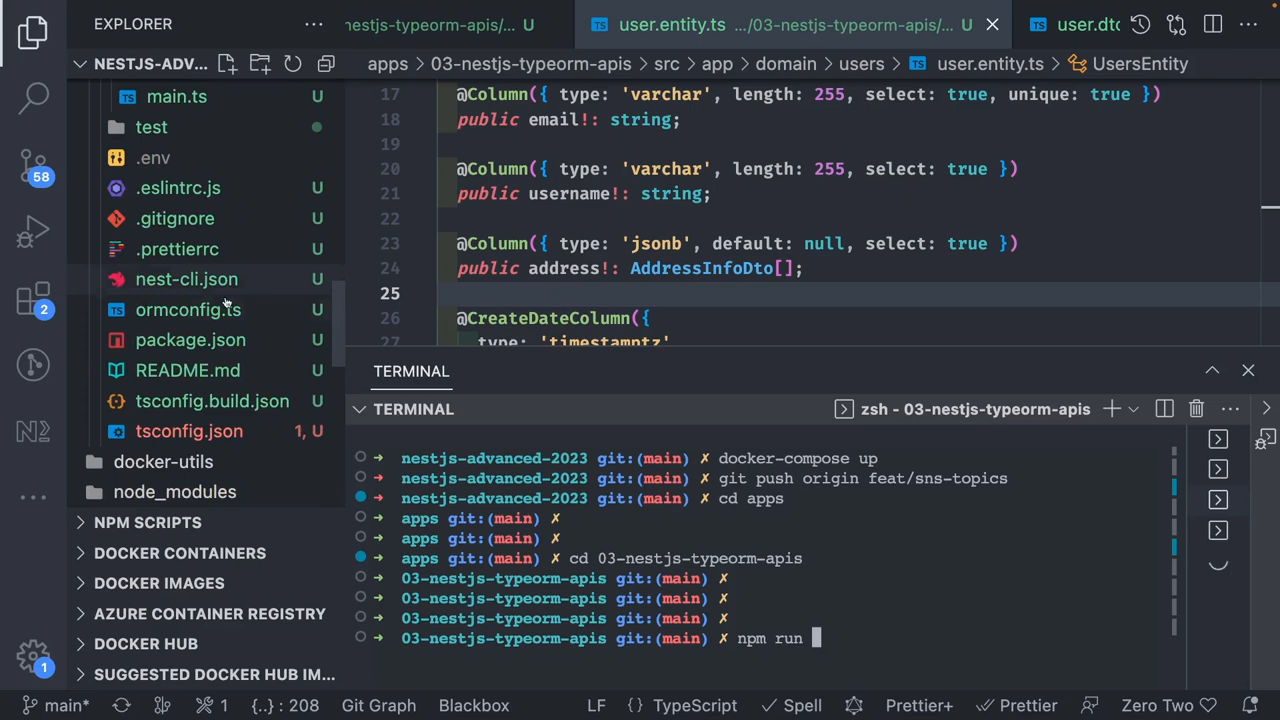 EXPLORER
nestjs-typeorm-apis/... U
TS user.entity.ts .../03-nestjs-typeorm-apis/... U
TS user.dto
NESTJS-ADV...
apps > 03-nestjs-typeorm-apis > src > app > domain > users > TS user.entity.ts > UsersEntity
TS main.ts U
test
.env
.eslintrc.js U
.gitignore U
.prettierrc U
nest-cli.json U
TS ormconfig.ts U
package.json U
README.md U
tsconfig.build.json U
tsconfig.json 1, U
docker-utils
node_modules
NPM SCRIPTS
DOCKER CONTAINERS
DOCKER IMAGES
AZURE CONTAINER REGISTRY
DOCKER HUB
SUGGESTED DOCKER HUB IM...
58
2
1
17 @Column({ type: 'varchar', length: 255, select: true, unique: true })
18 public email!: string;
19
20 @Column({ type: 'varchar', length: 255, select: true })
21 public username!: string;
22
23 @Column({ type: 'jsonb', default: null, select: true })
24 public address!: AddressInfoDto[];
25
26 @CreateDateColumn({
27 type: 'timestamptz'
TERMINAL
TERMINAL
zsh - 03-nestjs-typeorm-apis
→ nestjs-advanced-2023 git:(main) ✗ docker-compose up
→ nestjs-advanced-2023 git:(main) ✗ git push origin feat/sns-topics
→ nestjs-advanced-2023 git:(main) ✗ cd apps
→ apps git:(main) ✗
→ apps git:(main) ✗
→ apps git:(main) ✗ cd 03-nestjs-typeorm-apis
→ 03-nestjs-typeorm-apis git:(main) ✗
→ 03-nestjs-typeorm-apis git:(main) ✗
→ 03-nestjs-typeorm-apis git:(main) ✗
→ 03-nestjs-typeorm-apis git:(main) ✗ npm run
main* 1 {..} : 208 Git Graph Blackbox LF {} TypeScript Spell Prettier+ Prettier Zero Two